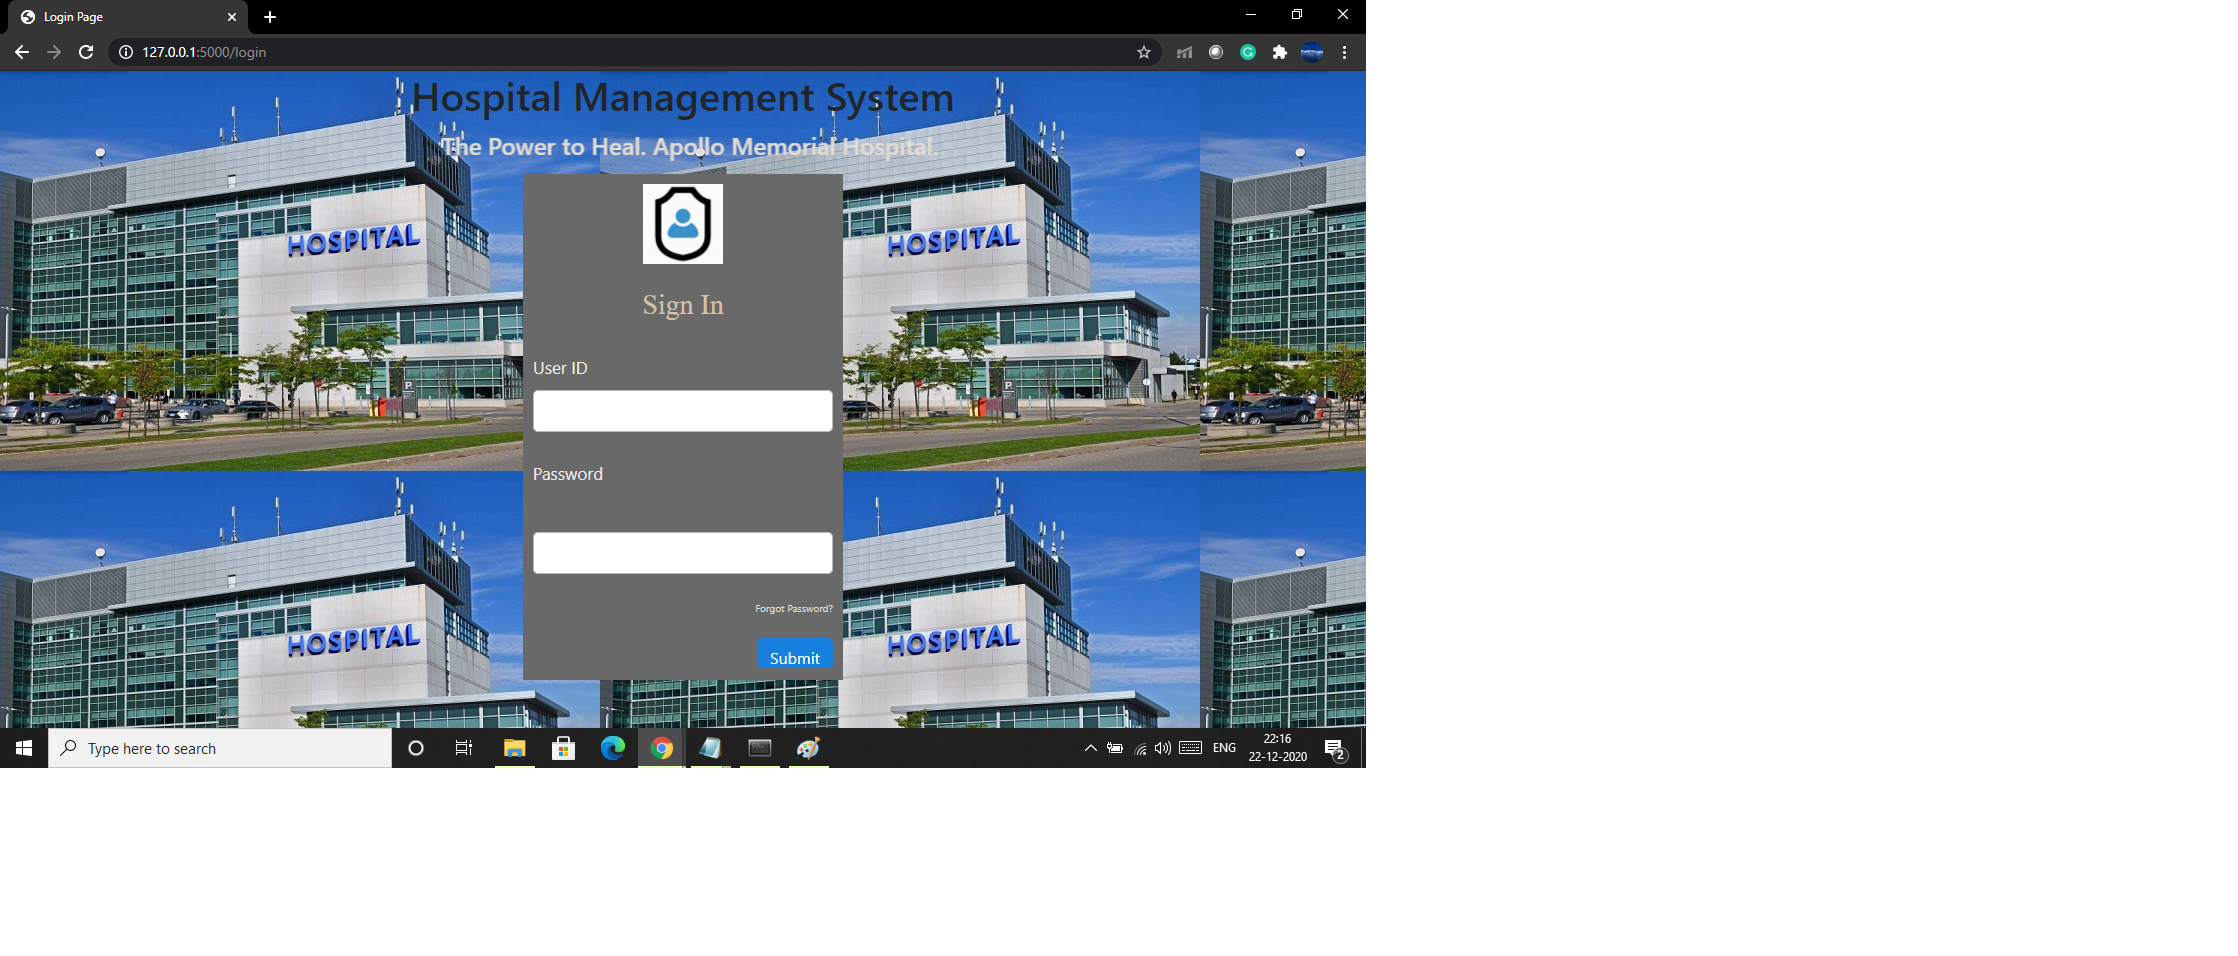 Login Page
127.0.0.1:5000/login
Hospital Management System
The Power to Heal. Apollo Memorial Hospital.
HOSPITAL
HOSPITAL
Sign In
User ID
P
P
Password
Forgot Password?
HOSPITAL
HOSPITAL
Submit
Type here to search
ENG
22:16
22-12-2020
2